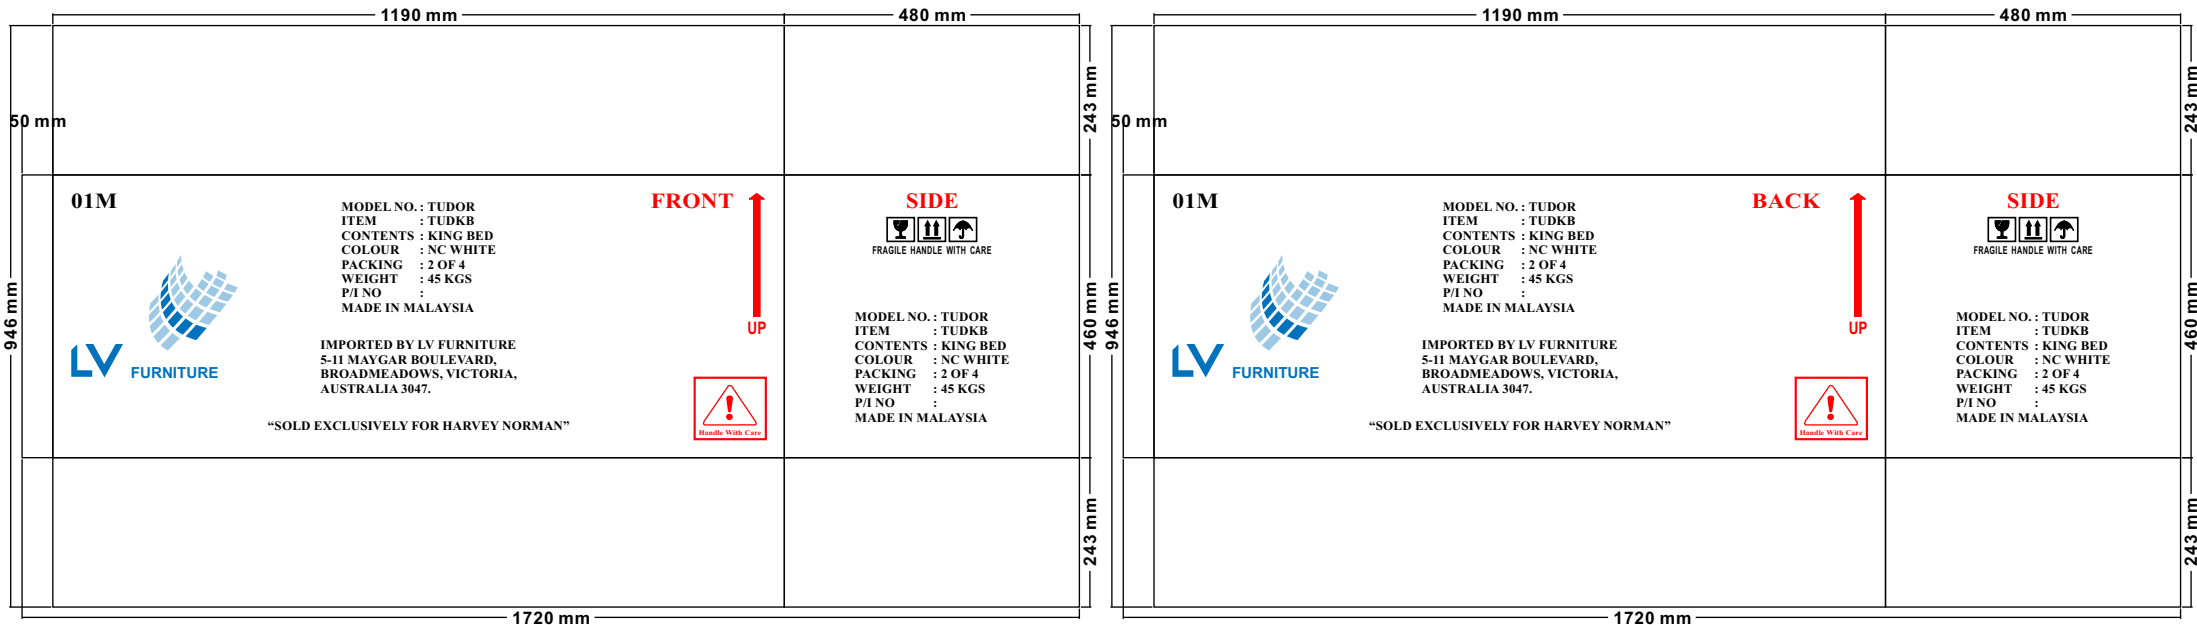 1190 mm
480 mm
243 mm
50 mm
946 mm
01M
MODEL NO. : TUDOR
ITEM : TUDKB
CONTENTS : KING BED
COLOUR : NC WHITE
PACKING : 2 OF 4
WEIGHT : 45 KGS
P/I NO :
MADE IN MALAYSIA
IMPORTED BY LV FURNITURE
5-11 MAYGAR BOULEVARD,
BROADMEADOWS, VICTORIA,
AUSTRALIA 3047.
“SOLD EXCLUSIVELY FOR HARVEY NORMAN”
LV FURNITURE
FRONT
UP
Handle With Care
SIDE
FRAGILE HANDLE WITH CARE
MODEL NO. : TUDOR
ITEM : TUDKB
CONTENTS : KING BED
COLOUR : NC WHITE
PACKING : 2 OF 4
WEIGHT : 45 KGS
P/I NO :
MADE IN MALAYSIA
460 mm
243 mm
1720 mm
1190 mm
480 mm
243 mm
50 mm
946 mm
01M
MODEL NO. : TUDOR
ITEM : TUDKB
CONTENTS : KING BED
COLOUR : NC WHITE
PACKING : 2 OF 4
WEIGHT : 45 KGS
P/I NO :
MADE IN MALAYSIA
IMPORTED BY LV FURNITURE
5-11 MAYGAR BOULEVARD,
BROADMEADOWS, VICTORIA,
AUSTRALIA 3047.
“SOLD EXCLUSIVELY FOR HARVEY NORMAN”
LV FURNITURE
BACK
UP
Handle With Care
SIDE
FRAGILE HANDLE WITH CARE
MODEL NO. : TUDOR
ITEM : TUDKB
CONTENTS : KING BED
COLOUR : NC WHITE
PACKING : 2 OF 4
WEIGHT : 45 KGS
P/I NO :
MADE IN MALAYSIA
460 mm
243 mm
1720 mm